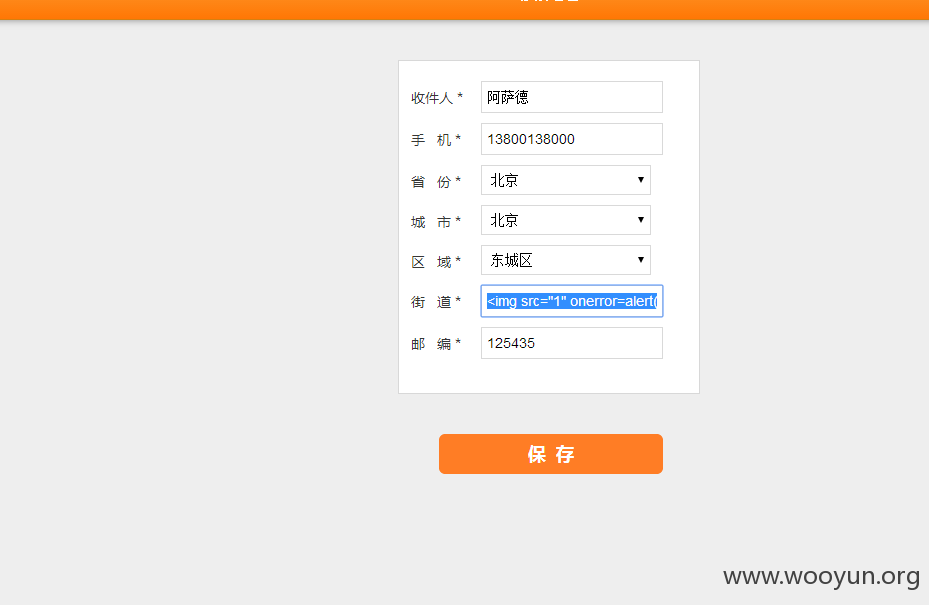 收件人 * 阿萨德
手 机 * 13800138000
省 份 * 北京
城 市 * 北京
区 域 * 东城区
街 道 * <img src="1" onerror=alert(
邮 编 * 125435
保 存
www.wooyun.org